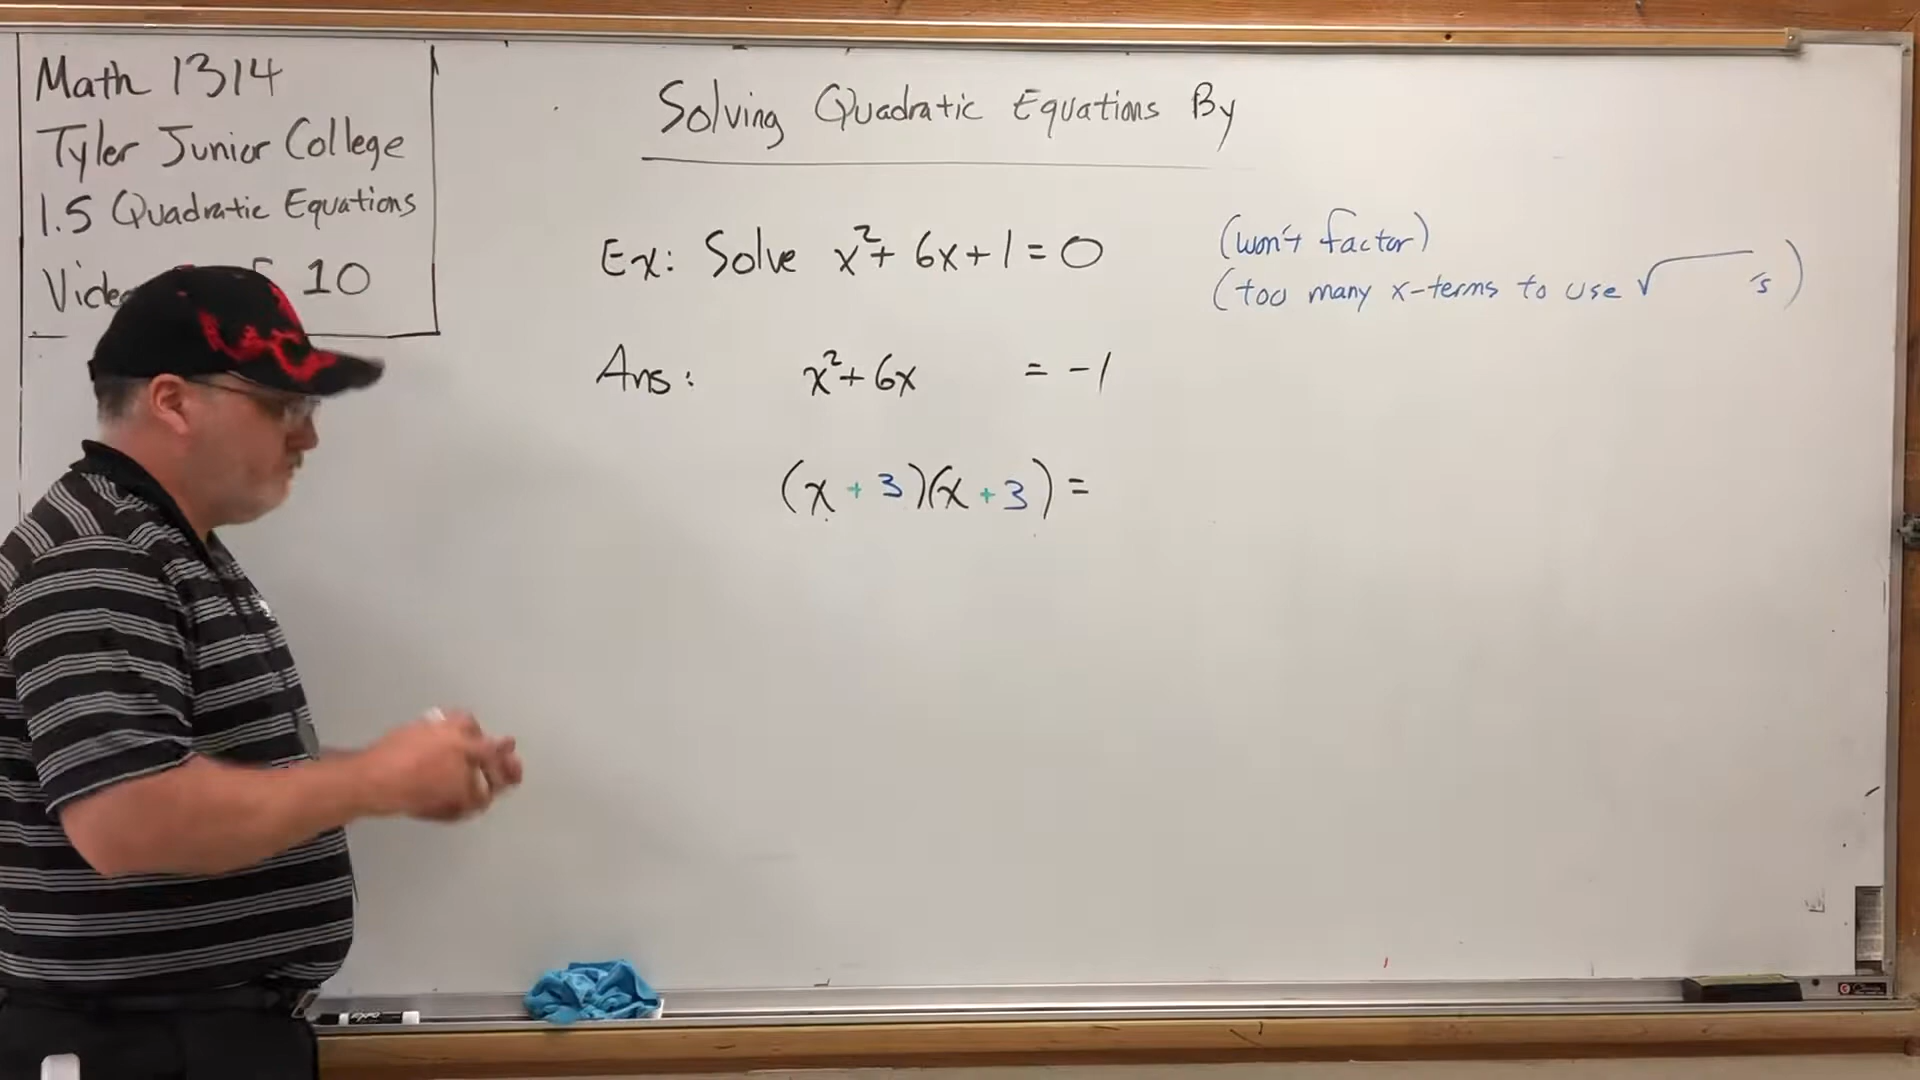 Math 1314
Tyler Junior College
1.5 Quadratic Equations
10
Solving Quadratic Equations By
Ex: Solve x²+ 6x+1=0
(won't factor)
(too many x-terms to use √ 's)
Ans: x²+ 6x = -1
(x + 3)(x + 3) =